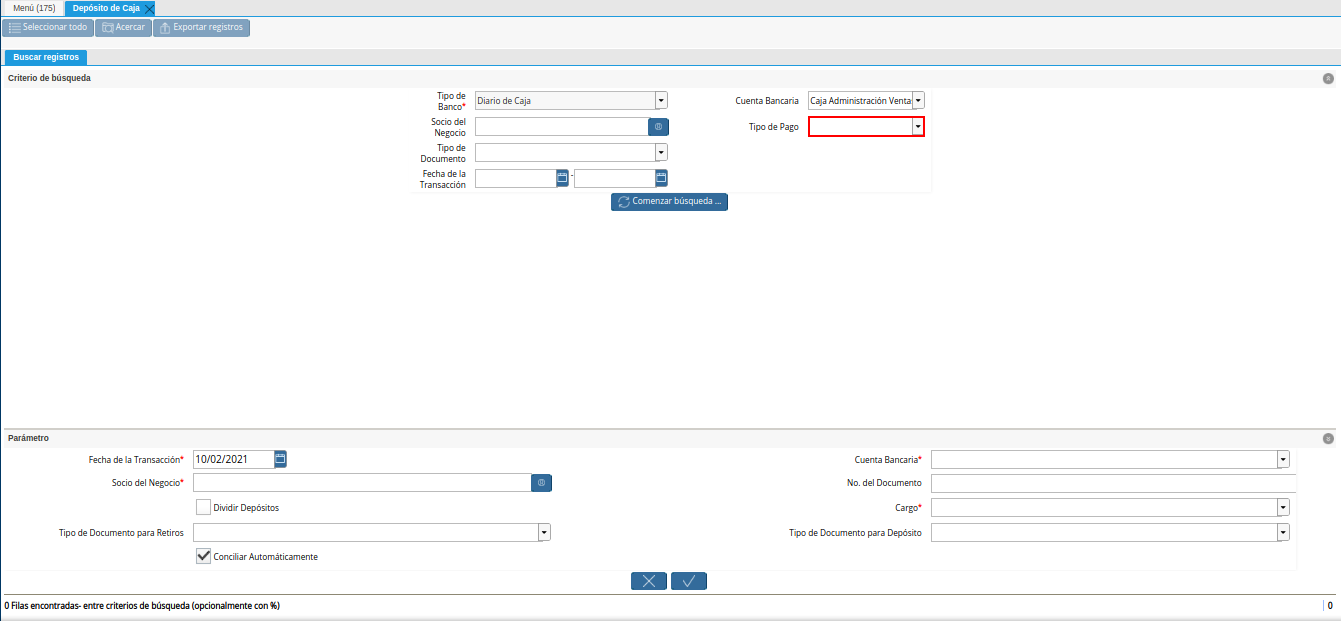 Menú (175) Depósito de Caja
Seleccionar todo Acercar Exportar registros
Buscar registros
Criterio de búsqueda
Tipo de Banco* Diario de Caja Cuenta Bancaria Caja Administración Venta
Socio del Negocio Tipo de Pago
Tipo de Documento
Fecha de la Transacción -
Comenzar búsqueda ...
Parámetro
Fecha de la Transacción* 10/02/2021 Cuenta Bancaria*
Socio del Negocio* No. del Documento
Dividir Depósitos Cargo*
Tipo de Documento para Retiros Tipo de Documento para Depósito
Conciliar Automáticamente
0 Filas encontradas- entre criterios de búsqueda (opcionalmente con %) 0